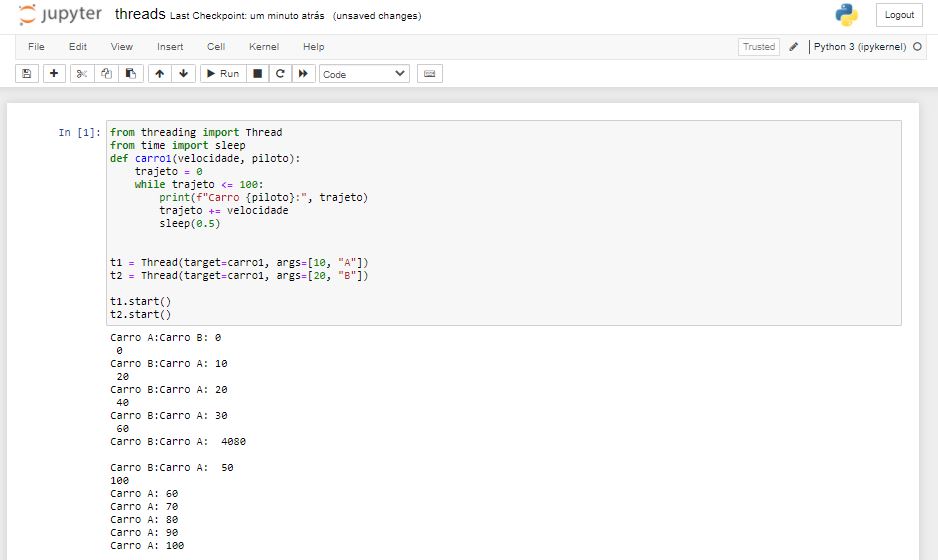 jupyter threads Last Checkpoint: um minuto atrás (unsaved changes) Logout
File Edit View Insert Cell Kernel Help Trusted Python 3 (ipykernel)
Run Code
In [1]: from threading import Thread
from time import sleep
def carro1(velocidade, piloto):
    trajeto = 0
    while trajeto <= 100:
        print(f"Carro {piloto}:", trajeto)
        trajeto += velocidade
        sleep(0.5)
t1 = Thread(target=carro1, args=[10, "A"])
t2 = Thread(target=carro1, args=[20, "B"])
t1.start()
t2.start()
Carro A:Carro B: 0
 0
Carro B:Carro A: 10
 20
Carro B:Carro A: 20
 40
Carro B:Carro A: 30
 60
Carro B:Carro A:  4080
Carro B:Carro A:  50
100
Carro A: 60
Carro A: 70
Carro A: 80
Carro A: 90
Carro A: 100